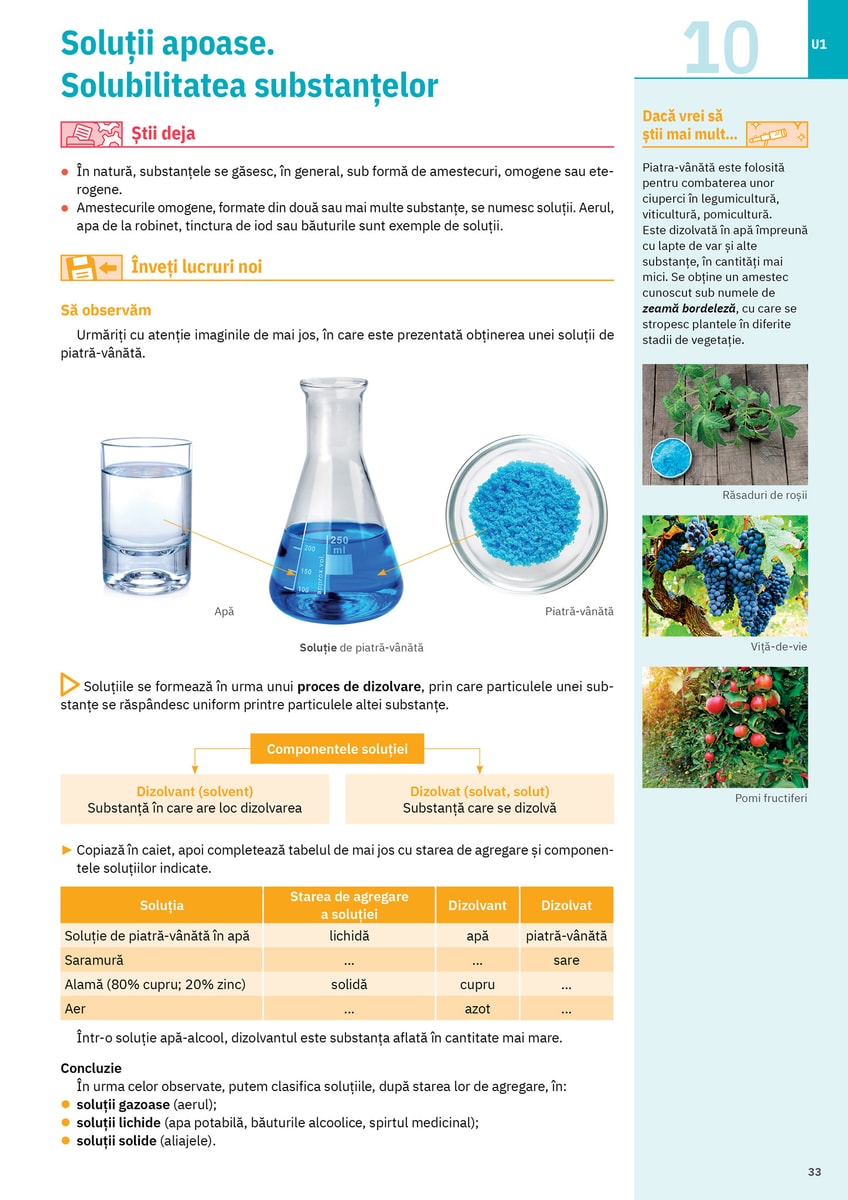 Soluții apoase.
Solubilitatea substanțelor
10
U1
Știi deja
În natură, substanțele se găsesc, în general, sub formă de amestecuri, omogene sau ete-
rogene.
Amestecurile omogene, formate din două sau mai multe substanțe, se numesc soluții. Aerul,
apa de la robinet, tinctura de iod sau băuturile sunt exemple de soluții.
Înveți lucruri noi
Să observăm
Urmăriți cu atenție imaginile de mai jos, în care este prezentată obținerea unei soluții de
piatră-vânătă.
250
ml
200
150
100
approx.vol.
Apă
Piatră-vânătă
Soluție de piatră-vânătă
Soluțiile se formează în urma unui proces de dizolvare, prin care particulele unei sub-
stanțe se răspândesc uniform printre particulele altei substanțe.
Componentele soluției
Dizolvant (solvent)
Substanță în care are loc dizolvarea
Dizolvat (solvat, solut)
Substanță care se dizolvă
Copiază în caiet, apoi completează tabelul de mai jos cu starea de agregare și componen-
tele soluțiilor indicate.
Soluția
Starea de agregare
a soluției
Dizolvant
Dizolvat
Soluție de piatră-vânătă în apă lichidă apă piatră-vânătă
Saramură ... ... sare
Alamă (80% cupru; 20% zinc) solidă cupru ...
Aer ... azot ...
Într-o soluție apă-alcool, dizolvantul este substanța aflată în cantitate mai mare.
Concluzie
În urma celor observate, putem clasifica soluțiile, după starea lor de agregare, în:
soluții gazoase (aerul);
soluții lichide (apa potabilă, băuturile alcoolice, spirtul medicinal);
soluții solide (aliajele).
Dacă vrei să
știi mai mult...
Piatra-vânătă este folosită
pentru combaterea unor
ciuperci în legumicultură,
viticultură, pomicultură.
Este dizolvată în apă împreună
cu lapte de var și alte
substanțe, în cantități mai
mici. Se obține un amestec
cunoscut sub numele de
zeamă bordeleză, cu care se
stropesc plantele în diferite
stadii de vegetație.
Răsaduri de roșii
Viță-de-vie
Pomi fructiferi
33